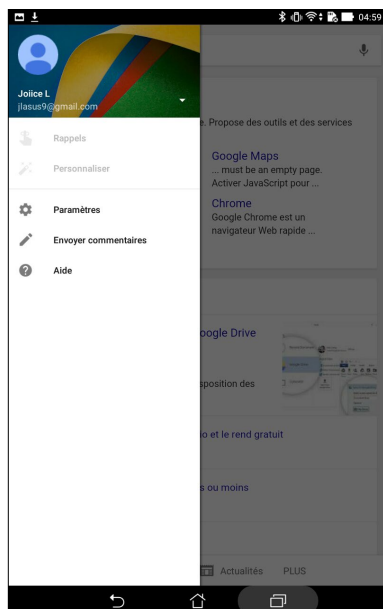 04:59
Joiice L
jlasus9@gmail.com
Rappels
Personnaliser
Paramètres
Envoyer commentaires
Aide
e. Propose des outils et des services
Google Maps
... must be an empty page.
Activer JavaScript pour ...
Chrome
Google Chrome est un
navigateur Web rapide ...
oogle Drive
sposition des
io et le rend gratuit
s ou moins
Actualités
PLUS